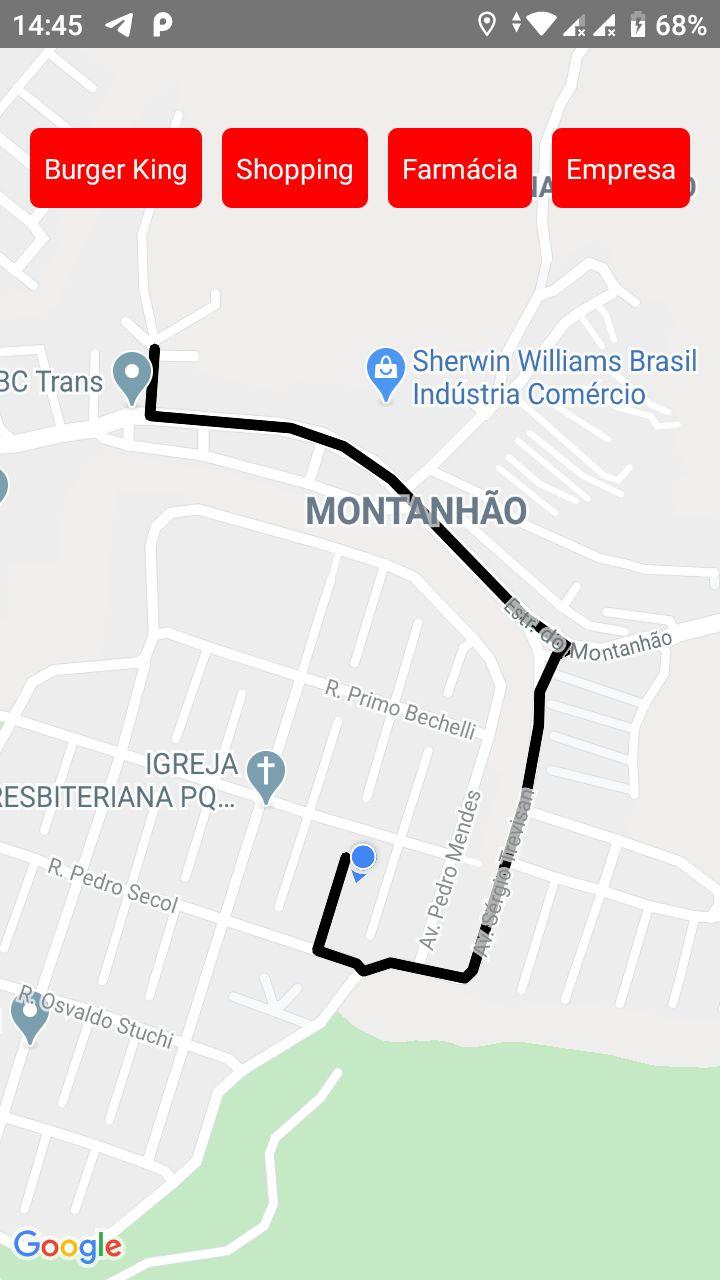 14:45 68%
Burger King Shopping Farmácia Empresa
BC Trans
Sherwin Williams Brasil
Indústria Comércio
MONTANHÃO
Estr. do Montanhão
R. Primo Bechelli
IGREJA
RESBITERIANA PQ...
Av. Pedro Mendes
Av. Sérgio Trevisan
R. Pedro Secol
R. Osvaldo Stuchi
Google